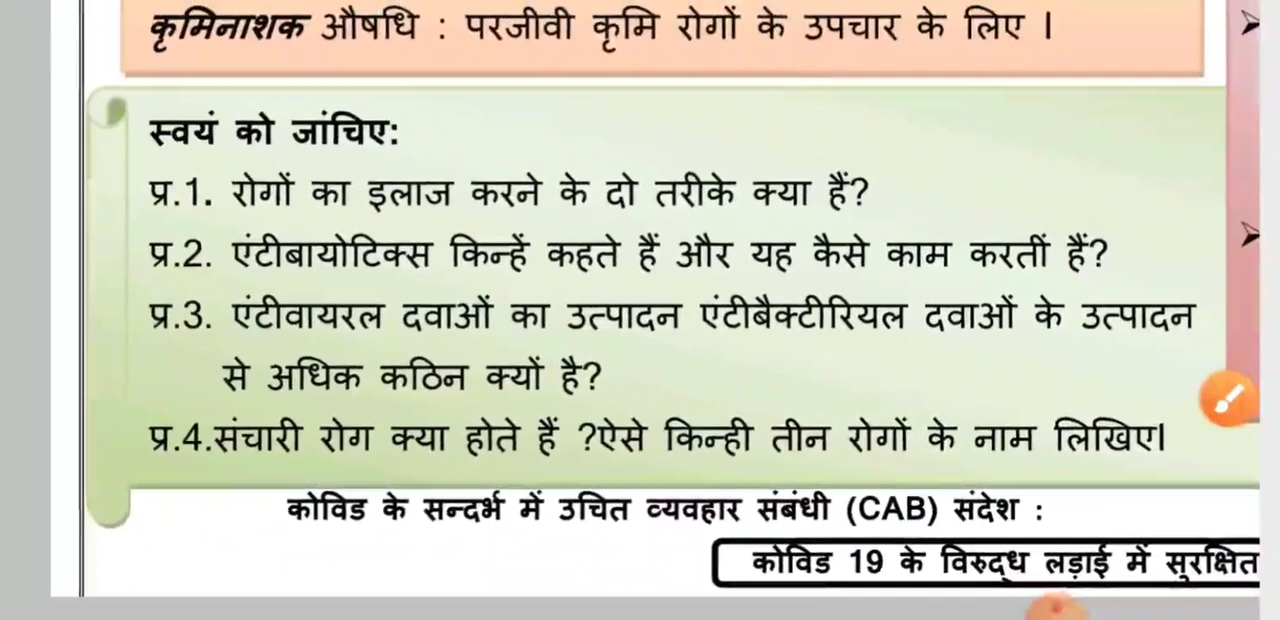 कृमिनाशक औषधि : परजीवी कृमि रोगों के उपचार के लिए ।
स्वयं को जांचिए:
प्र.1. रोगों का इलाज करने के दो तरीके क्या हैं?
प्र.2. एंटीबायोटिक्स किन्हें कहते हैं और यह कैसे काम करतीं हैं?
प्र.3. एंटीवायरल दवाओं का उत्पादन एंटीबैक्टीरियल दवाओं के उत्पादन
से अधिक कठिन क्यों है?
प्र.4.संचारी रोग क्या होते हैं ?ऐसे किन्ही तीन रोगों के नाम लिखिए।
कोविड के सन्दर्भ में उचित व्यवहार संबंधी (CAB) संदेश :
कोविड 19 के विरुद्ध लड़ाई में सुरक्षित